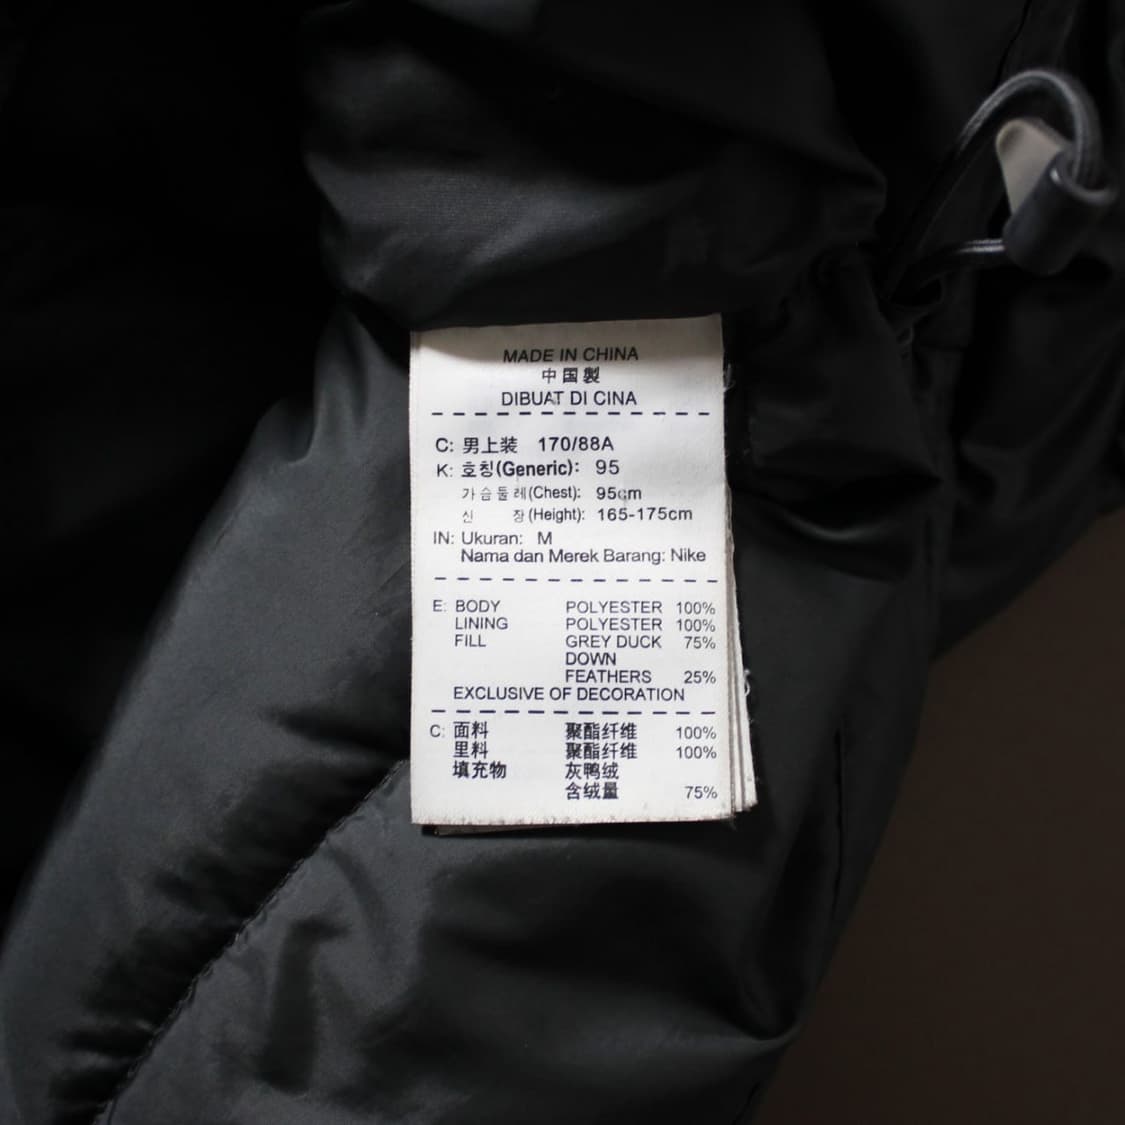 MADE IN CHINA
中国製
DIBUAT DI CINA
C: 男上装 170/88A
K: 호칭(Generic): 95
가슴둘레(Chest): 95cm
신 장(Height): 165-175cm
IN: Ukuran: M
Nama dan Merek Barang: Nike
E: BODY POLYESTER 100%
LINING POLYESTER 100%
FILL GREY DUCK 75%
DOWN
FEATHERS 25%
EXCLUSIVE OF DECORATION
C: 面料 聚酯纤维 100%
里料 聚酯纤维 100%
填充物 灰鸭绒
含绒量 75%